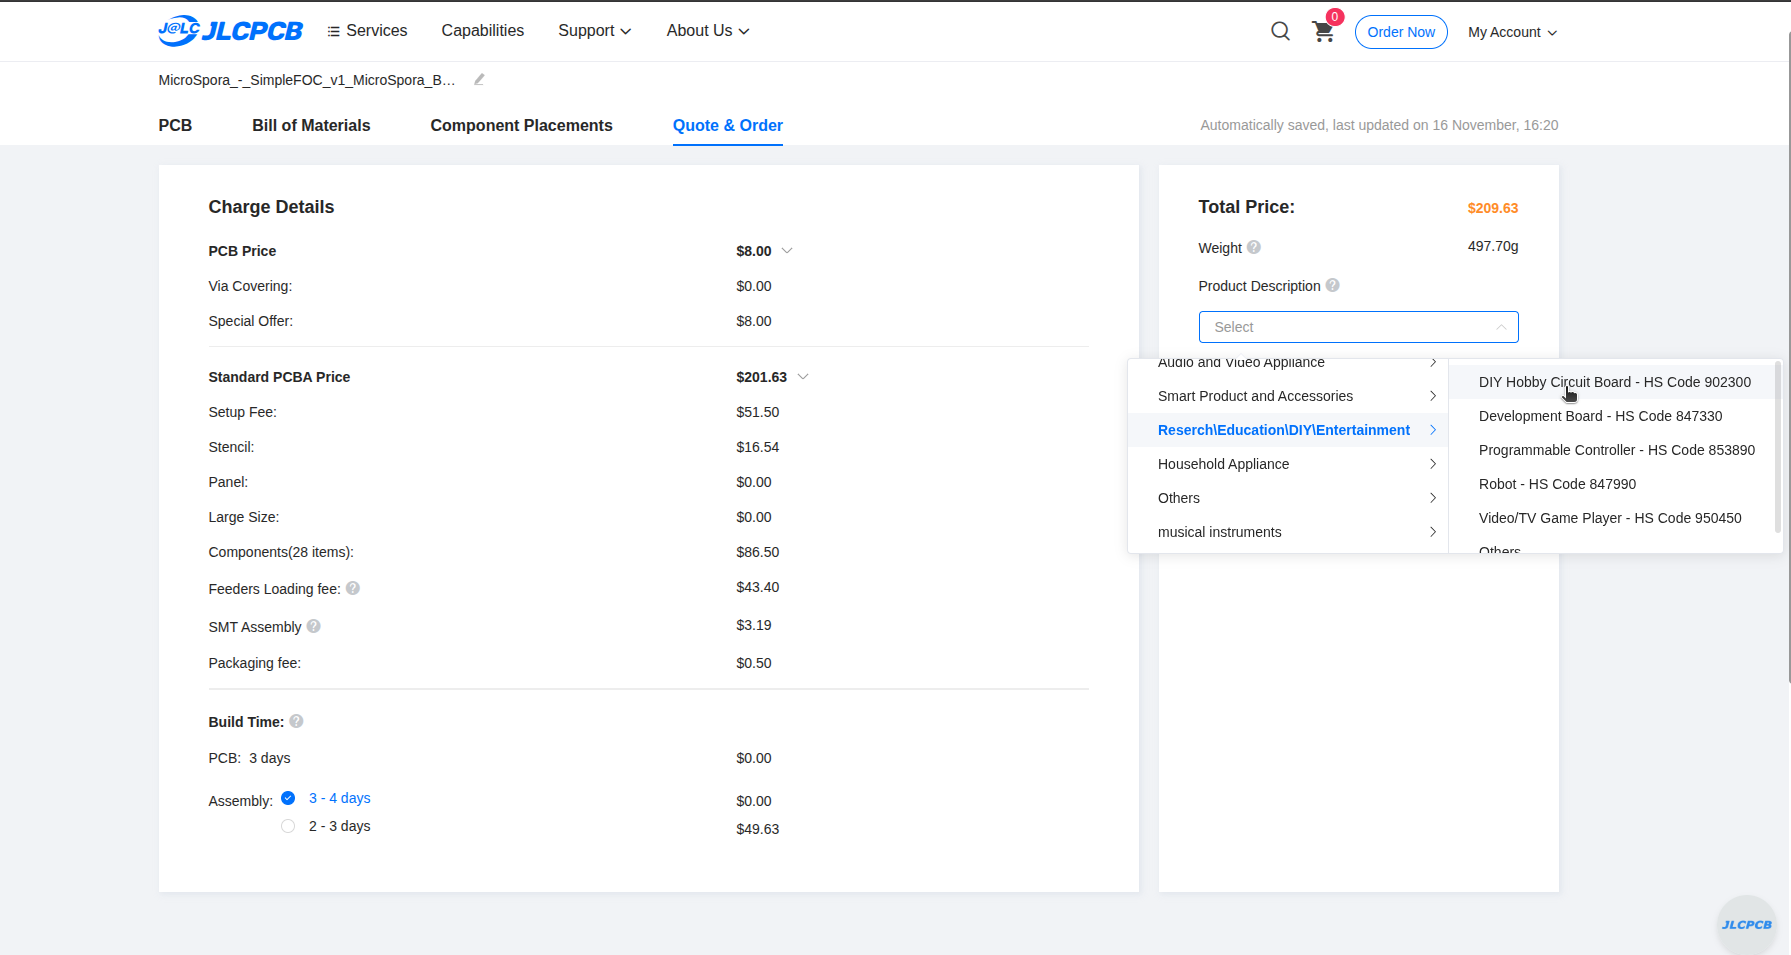 J@LC JLCPCB
Services
Capabilities
Support
About Us
0
Order Now
My Account
MicroSpora_-_SimpleFOC_v1_MicroSpora_B...
PCB
Bill of Materials
Component Placements
Quote & Order
Automatically saved, last updated on 16 November, 16:20
Charge Details
PCB Price $8.00
Via Covering: $0.00
Special Offer: $8.00
Standard PCBA Price $201.63
Setup Fee: $51.50
Stencil: $16.54
Panel: $0.00
Large Size: $0.00
Components(28 items): $86.50
Feeders Loading fee: ? $43.40
SMT Assembly ? $3.19
Packaging fee: $0.50
Build Time: ?
PCB: 3 days $0.00
Assembly: 3 - 4 days $0.00
2 - 3 days $49.63
Total Price: $209.63
Weight ? 497.70g
Product Description ?
Select
Audio and Video Appliance
Smart Product and Accessories
Reserch\Education\DIY\Entertainment
Household Appliance
Others
musical instruments
DIY Hobby Circuit Board - HS Code 902300
Development Board - HS Code 847330
Programmable Controller - HS Code 853890
Robot - HS Code 847990
Video/TV Game Player - HS Code 950450
Others
JLCPCB